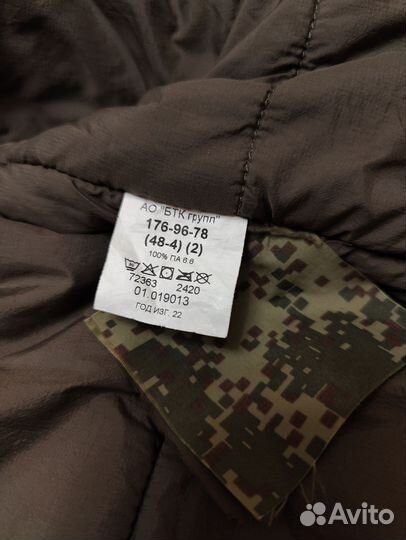 АО "БТК групп"
176-96-78
(48-4) (2)
100% ПА 6.6
72363 2420
01.019013
ГОД ИЗГ. 22
Avito